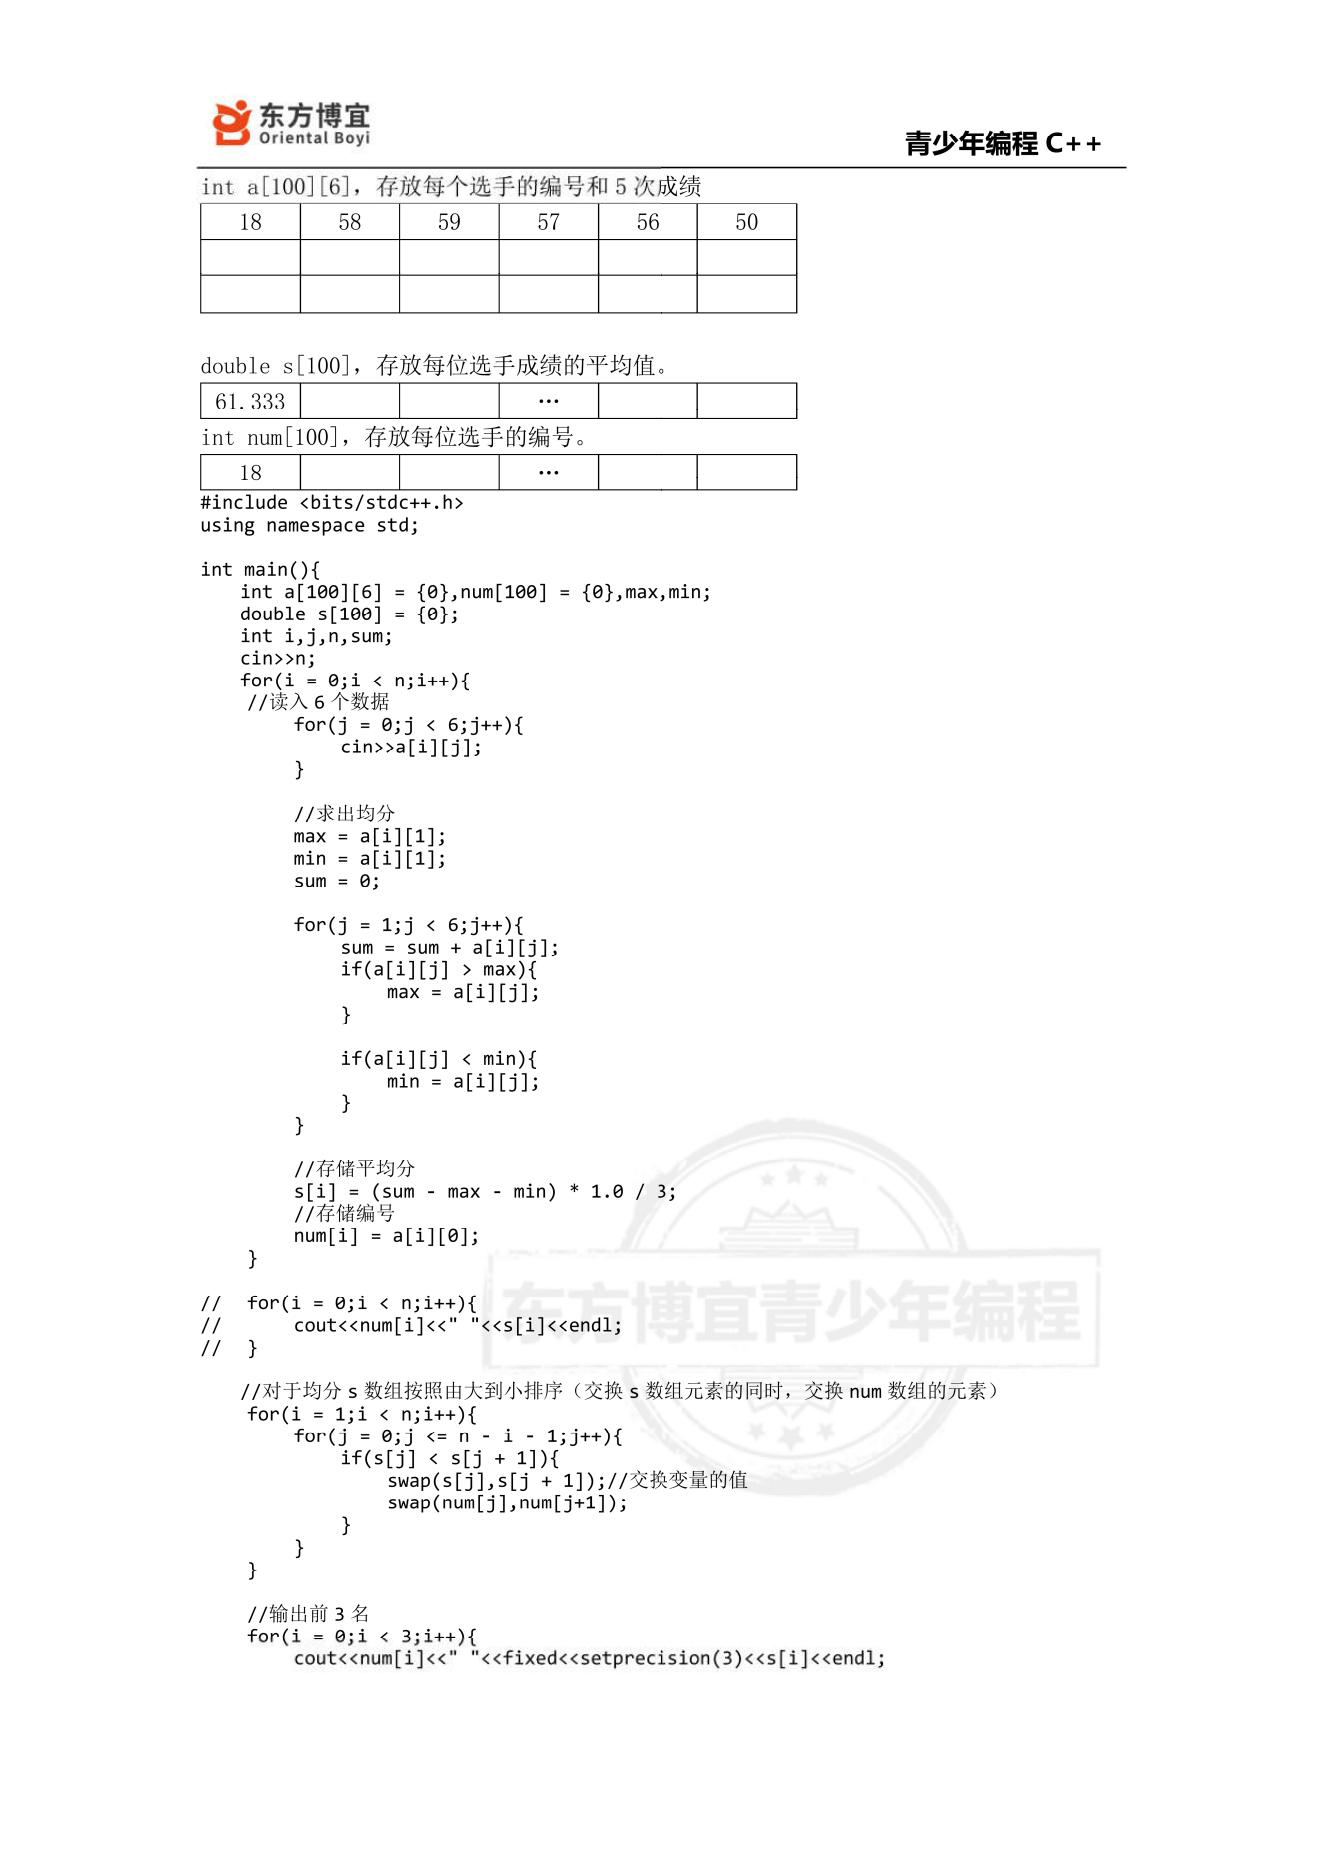 东方博宜
Oriental Boyi
青少年编程 C++
int a[100][6]，存放每个选手的编号和 5 次成绩
18 58 59 57 56 50
double s[100]，存放每位选手成绩的平均值。
61.333 …
int num[100]，存放每位选手的编号。
18 …
#include <bits/stdc++.h>
using namespace std;
int main(){
int a[100][6] = {0},num[100] = {0},max,min;
double s[100] = {0};
int i,j,n,sum;
cin>>n;
for(i = 0;i < n;i++){
//读入 6 个数据
for(j = 0;j < 6;j++){
cin>>a[i][j];
}
//求出均分
max = a[i][1];
min = a[i][1];
sum = 0;
for(j = 1;j < 6;j++){
sum = sum + a[i][j];
if(a[i][j] > max){
max = a[i][j];
}
if(a[i][j] < min){
min = a[i][j];
}
}
//存储平均分
s[i] = (sum - max - min) * 1.0 / 3;
//存储编号
num[i] = a[i][0];
}
// for(i = 0;i < n;i++){
// cout<<num[i]<<" "<<s[i]<<endl;
// }
东方博宜青少年编程
//对于均分 s 数组按照由大到小排序（交换 s 数组元素的同时，交换 num 数组的元素）
for(i = 1;i < n;i++){
for(j = 0;j <= n - i - 1;j++){
if(s[j] < s[j + 1]){
swap(s[j],s[j + 1]);//交换变量的值
swap(num[j],num[j+1]);
}
}
}
//输出前 3 名
for(i = 0;i < 3;i++){
cout<<num[i]<<" "<<fixed<<setprecision(3)<<s[i]<<endl;